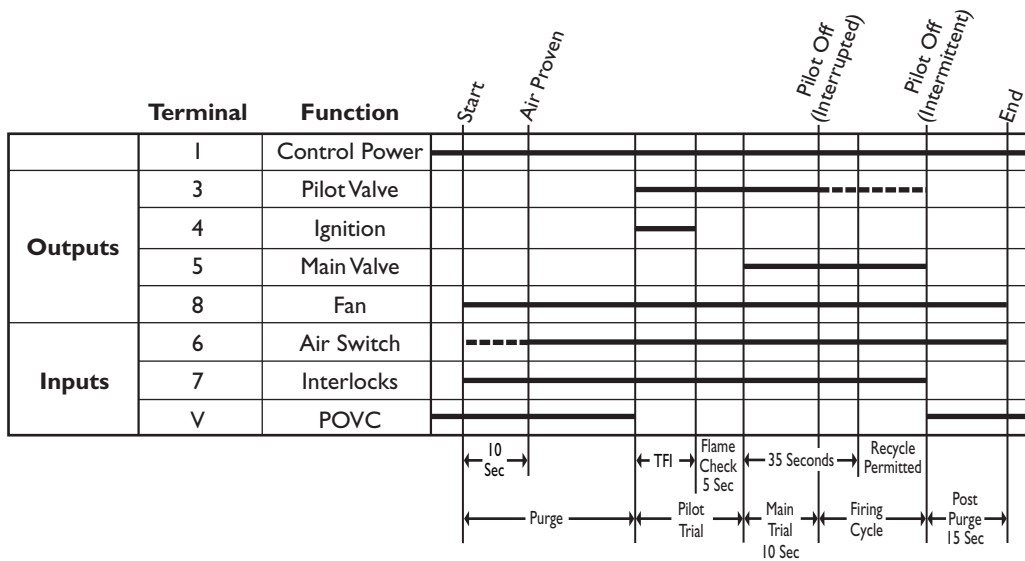 Start
Air Proven
Pilot Off
(Interrupted)
Pilot Off
(Intermittent)
End
Terminal Function
1 Control Power
Outputs
3 Pilot Valve
4 Ignition
5 Main Valve
8 Fan
Inputs
6 Air Switch
7 Interlocks
V POVC
10
Sec
TFI
Flame
Check
5 Sec
35 Seconds
Recycle
Permitted
Purge
Pilot
Trial
Main
Trial
10 Sec
Firing
Cycle
Post
Purge
15 Sec